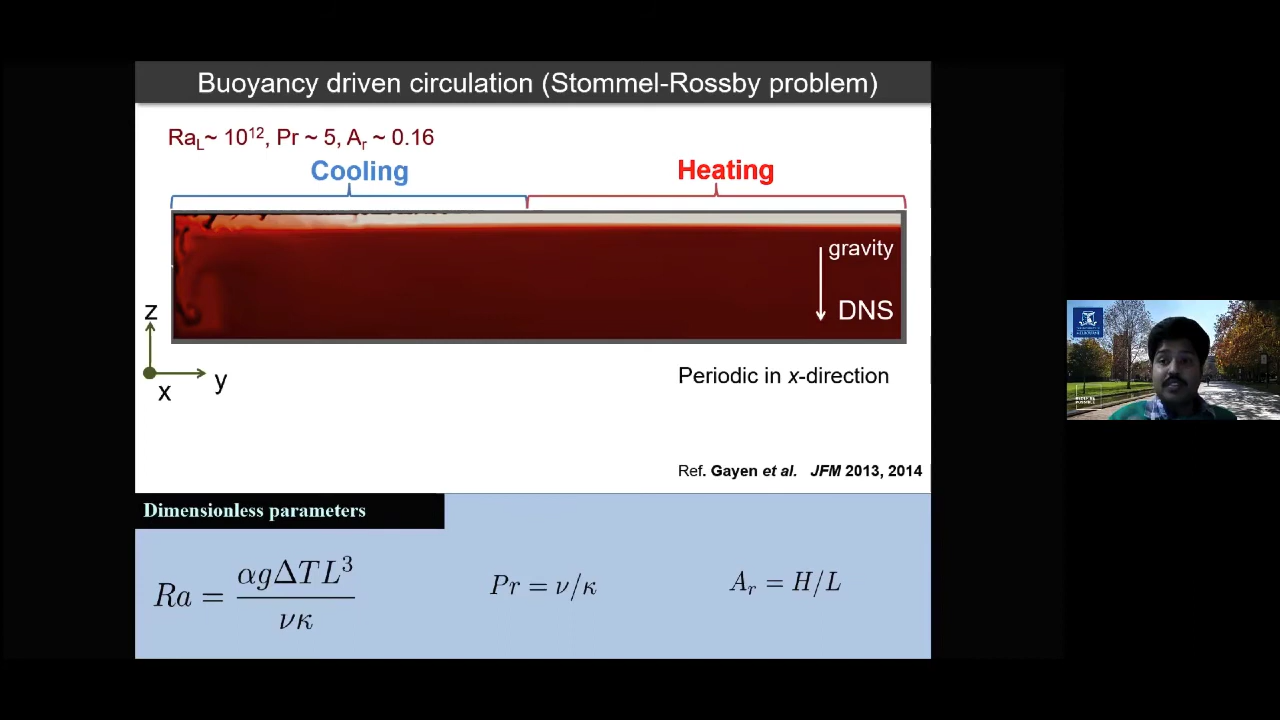 Buoyancy driven circulation (Stommel-Rossby problem)
Ra_L ~ 10^12, Pr ~ 5, A_r ~ 0.16
Cooling
Heating
gravity
DNS
z
y
x
Periodic in x-direction
Ref. Gayen et al. JFM 2013, 2014
Dimensionless parameters
Ra = αgΔTL³/νκ
Pr = ν/κ
A_r = H/L